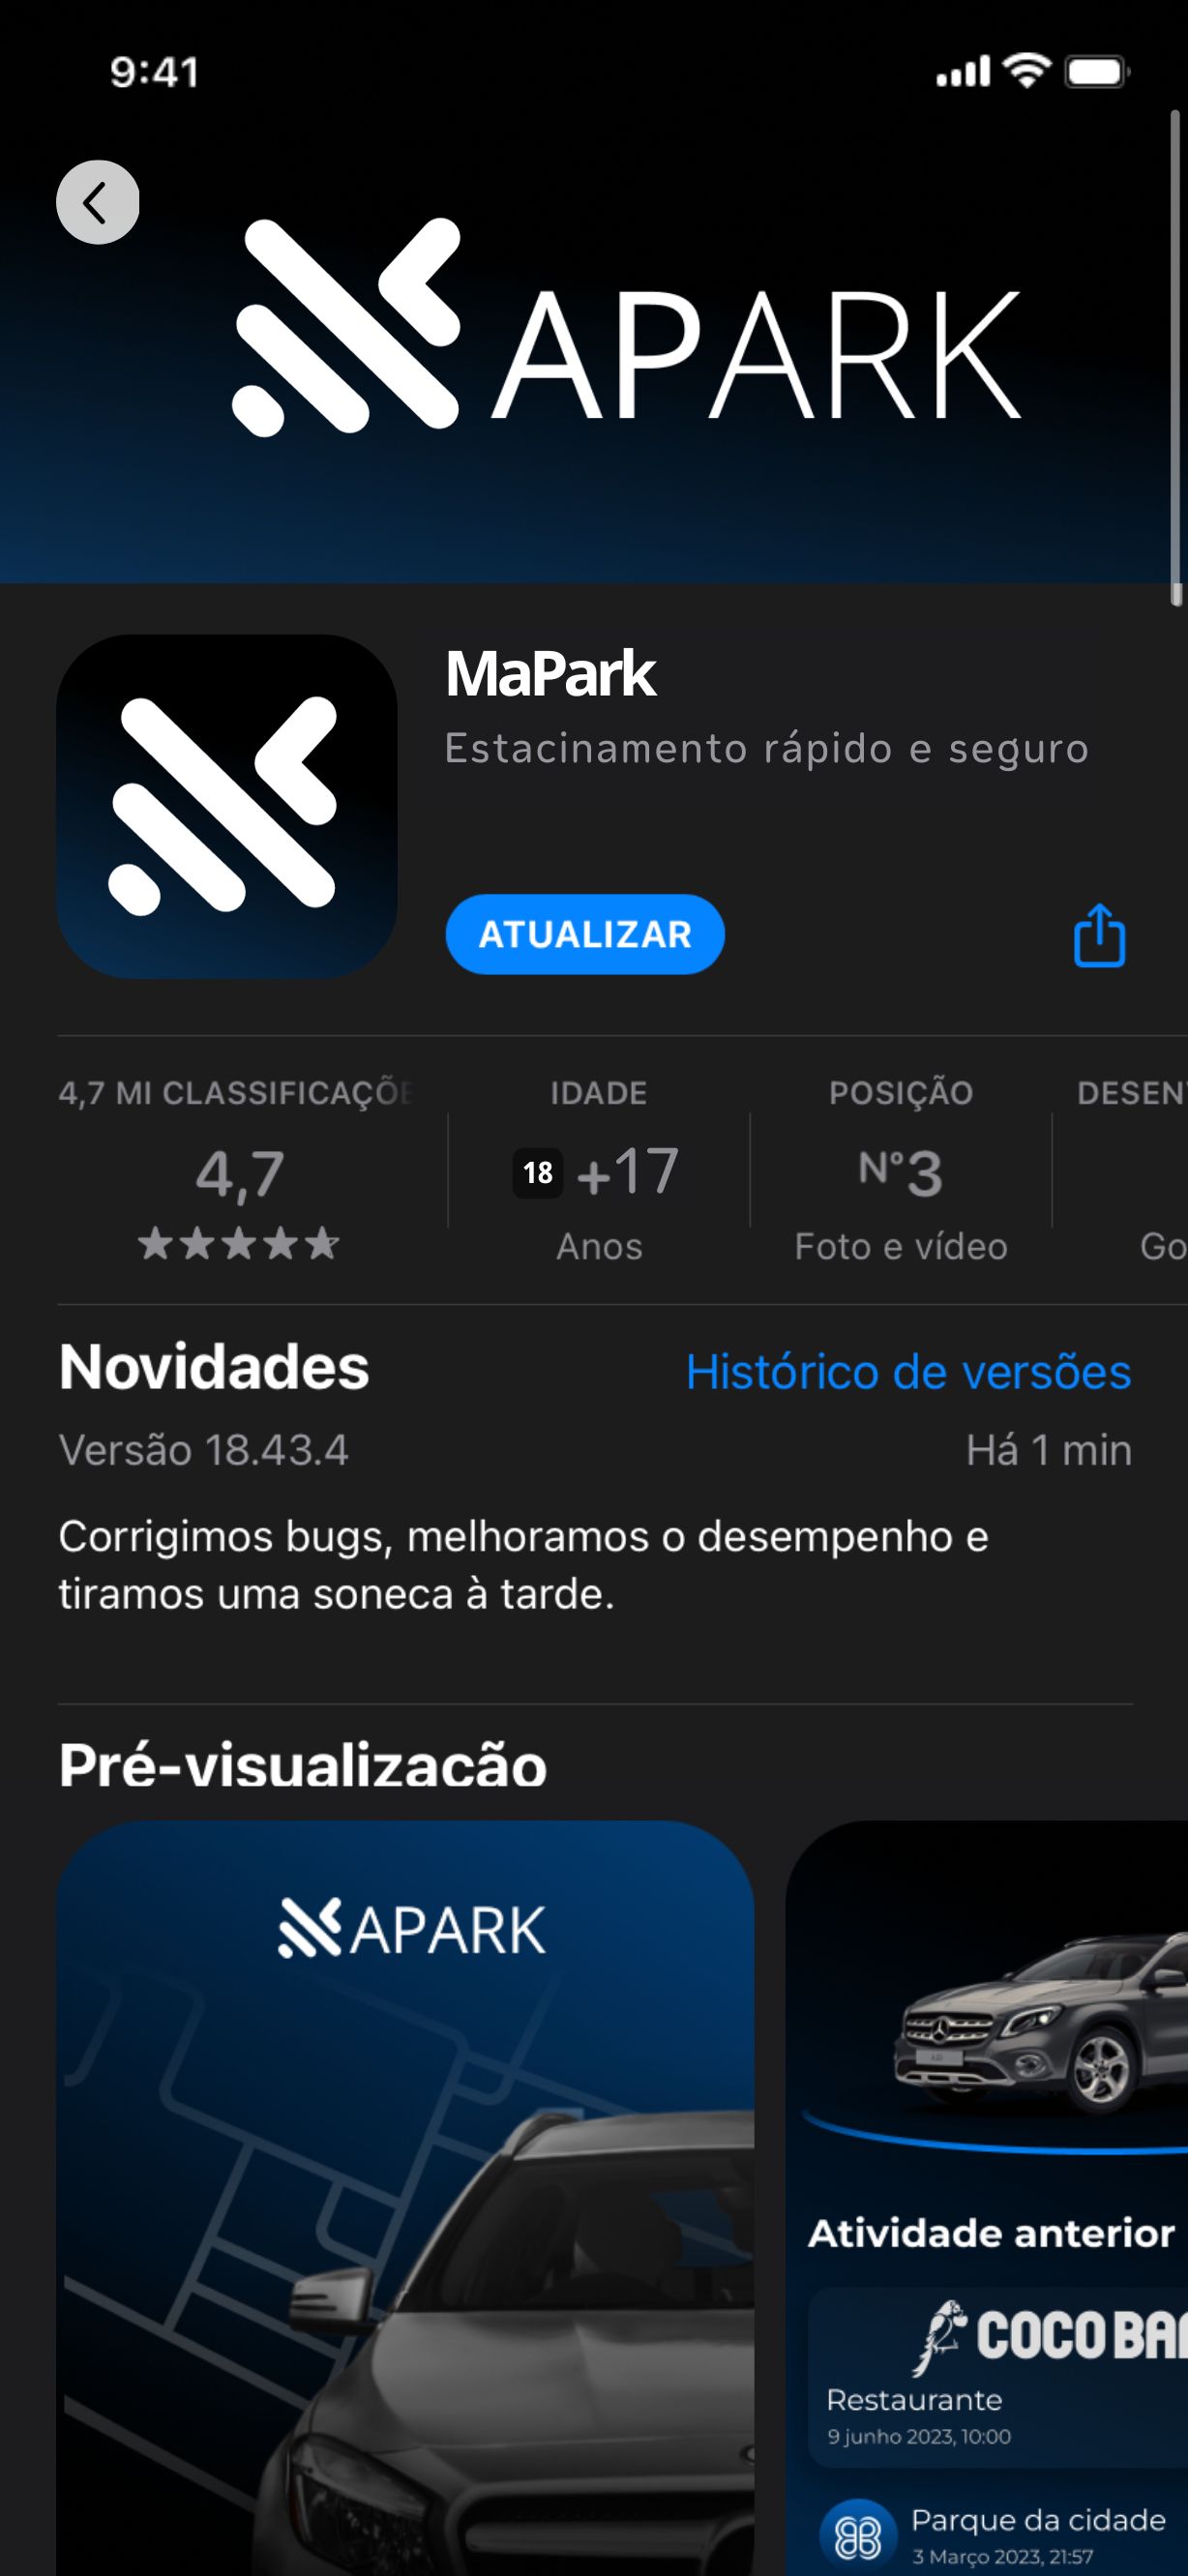 9:41
APARK
MaPark
Estacinamento rápido e seguro
ATUALIZAR
4,7 MI CLASSIFICAÇÕE
IDADE
POSIÇÃO
DESEN
4,7
18 +17
Nº3
Anos
Foto e vídeo
Go
Novidades
Histórico de versões
Versão 18.43.4
Há 1 min
Corrigimos bugs, melhoramos o desempenho e
tiramos uma soneca à tarde.
Pré-visualização
APARK
Atividade anterior
COCO BA
Restaurante
9 junho 2023, 10:00
Parque da cidade
3 Março 2023, 21:57